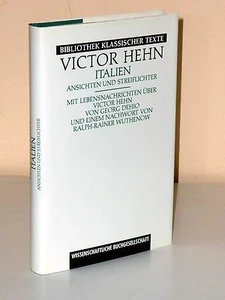 BIBLIOTHEK KLASSISCHER TEXTE
VICTOR HEHN
ITALIEN
ANSICHTEN UND STREIFLICHTER
MIT LEBENSNACHRICHTEN ÜBER
VICTOR HEHN
VON GEORG DEHIO
UND EINEM NACHWORT VON
RALPH-RAINER WUTHENOW
WISSENSCHAFTLICHE BUCHGESELLSCHAFT
ITALIEN
ANSICHTEN UND STREIFLICHTER